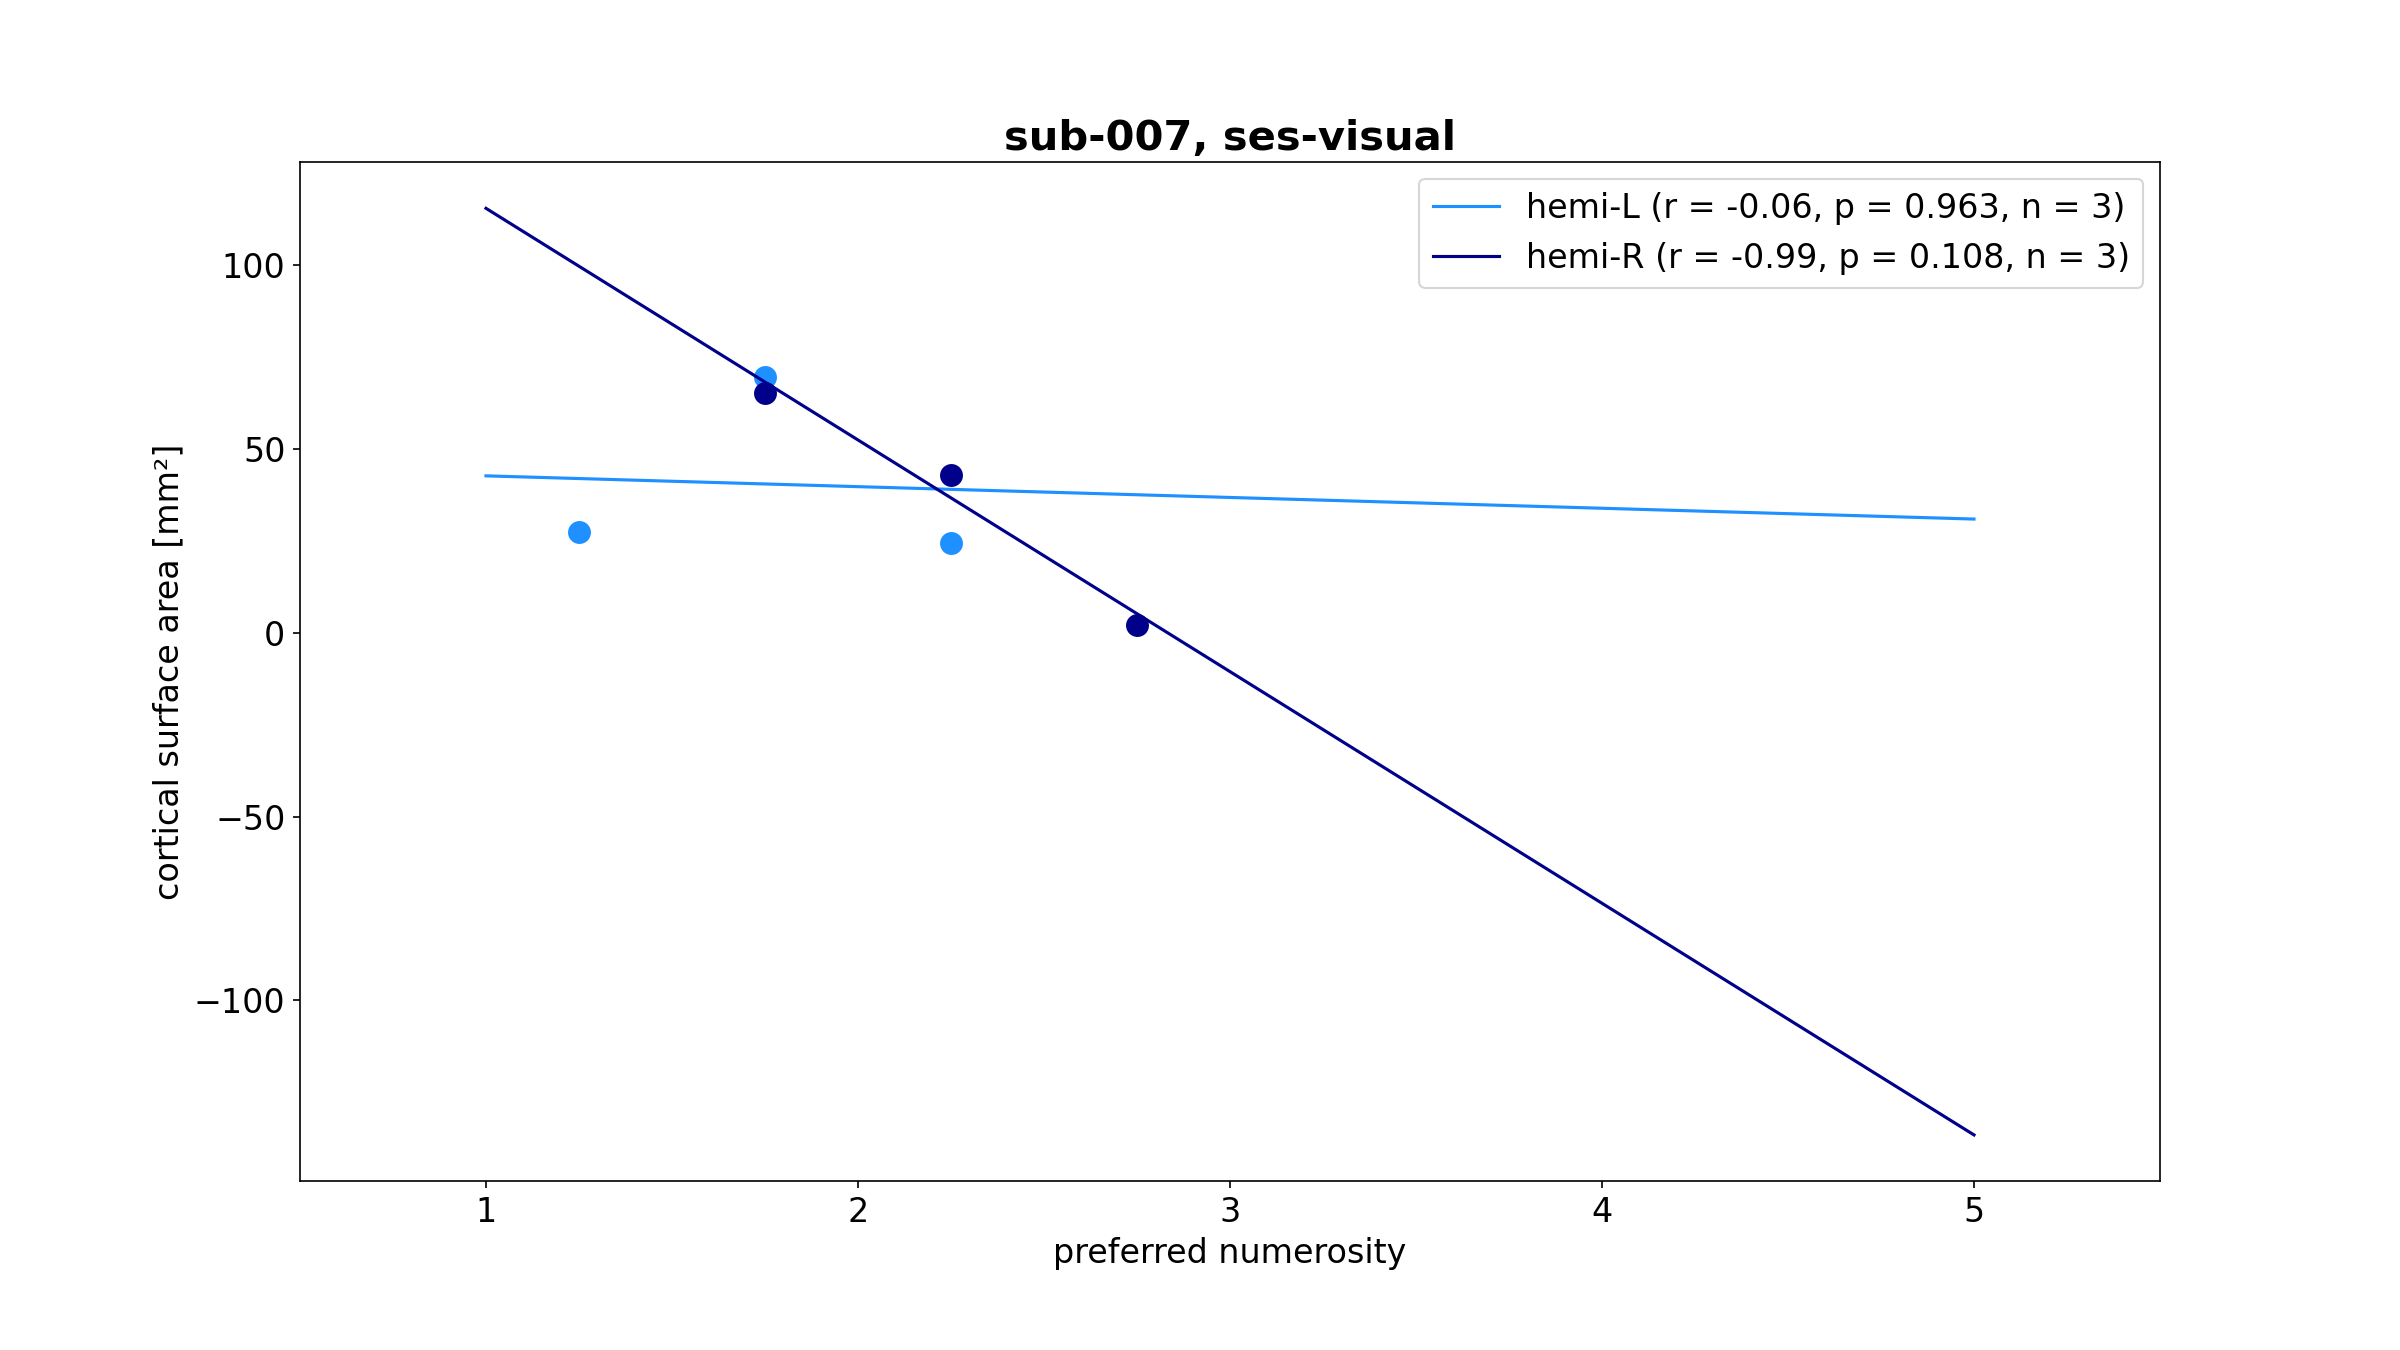 sub-007, ses-visual
hemi-L (r = -0.06, p = 0.963, n = 3)
hemi-R (r = -0.99, p = 0.108, n = 3)
100
50
0
−50
−100
cortical surface area [mm²]
1 2 3 4 5
preferred numerosity